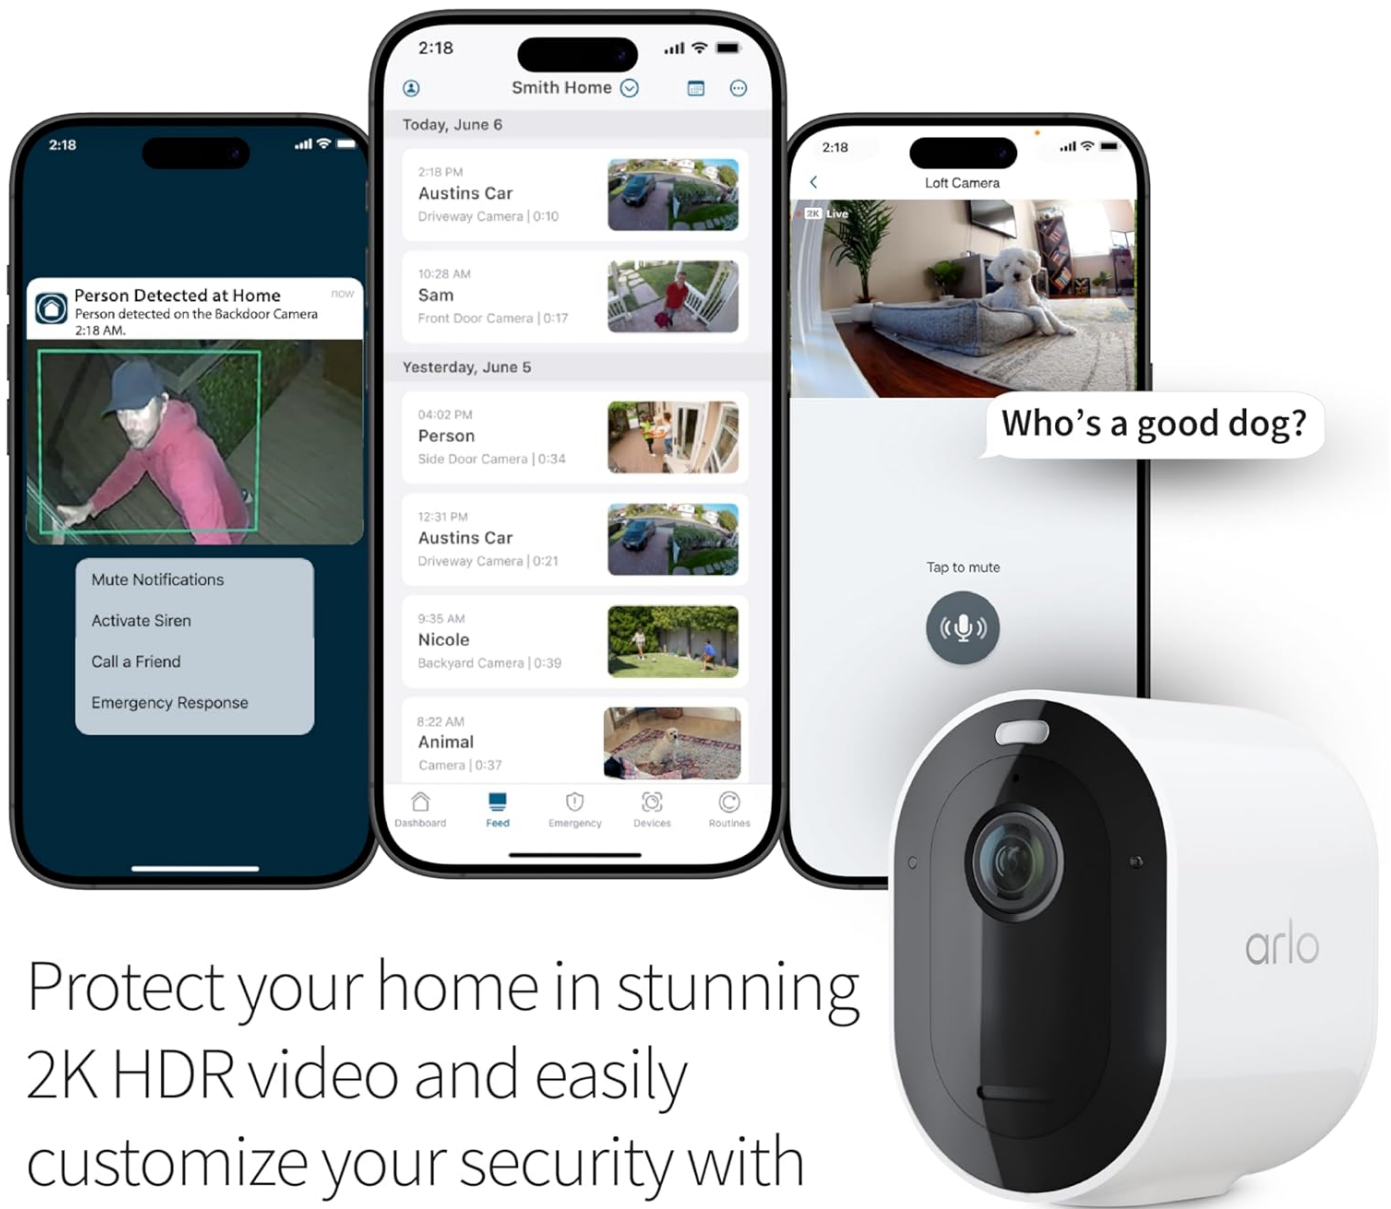 2:18
Person Detected at Home
now
Person detected on the Backdoor Camera
2:18 AM.
Mute Notifications
Activate Siren
Call a Friend
Emergency Response
2:18
Smith Home
Today, June 6
2:18 PM
Austins Car
Driveway Camera | 0:10
10:28 AM
Sam
Front Door Camera | 0:17
Yesterday, June 5
04:02 PM
Person
Side Door Camera | 0:34
12:31 PM
Austins Car
Driveway Camera | 0:21
9:35 AM
Nicole
Backyard Camera | 0:39
8:22 AM
Animal
Camera | 0:37
Dashboard Feed Emergency Devices Routines
2:18
Loft Camera
2K Live
Who's a good dog?
Tap to mute
arlo
Protect your home in stunning
2K HDR video and easily
customize your security with